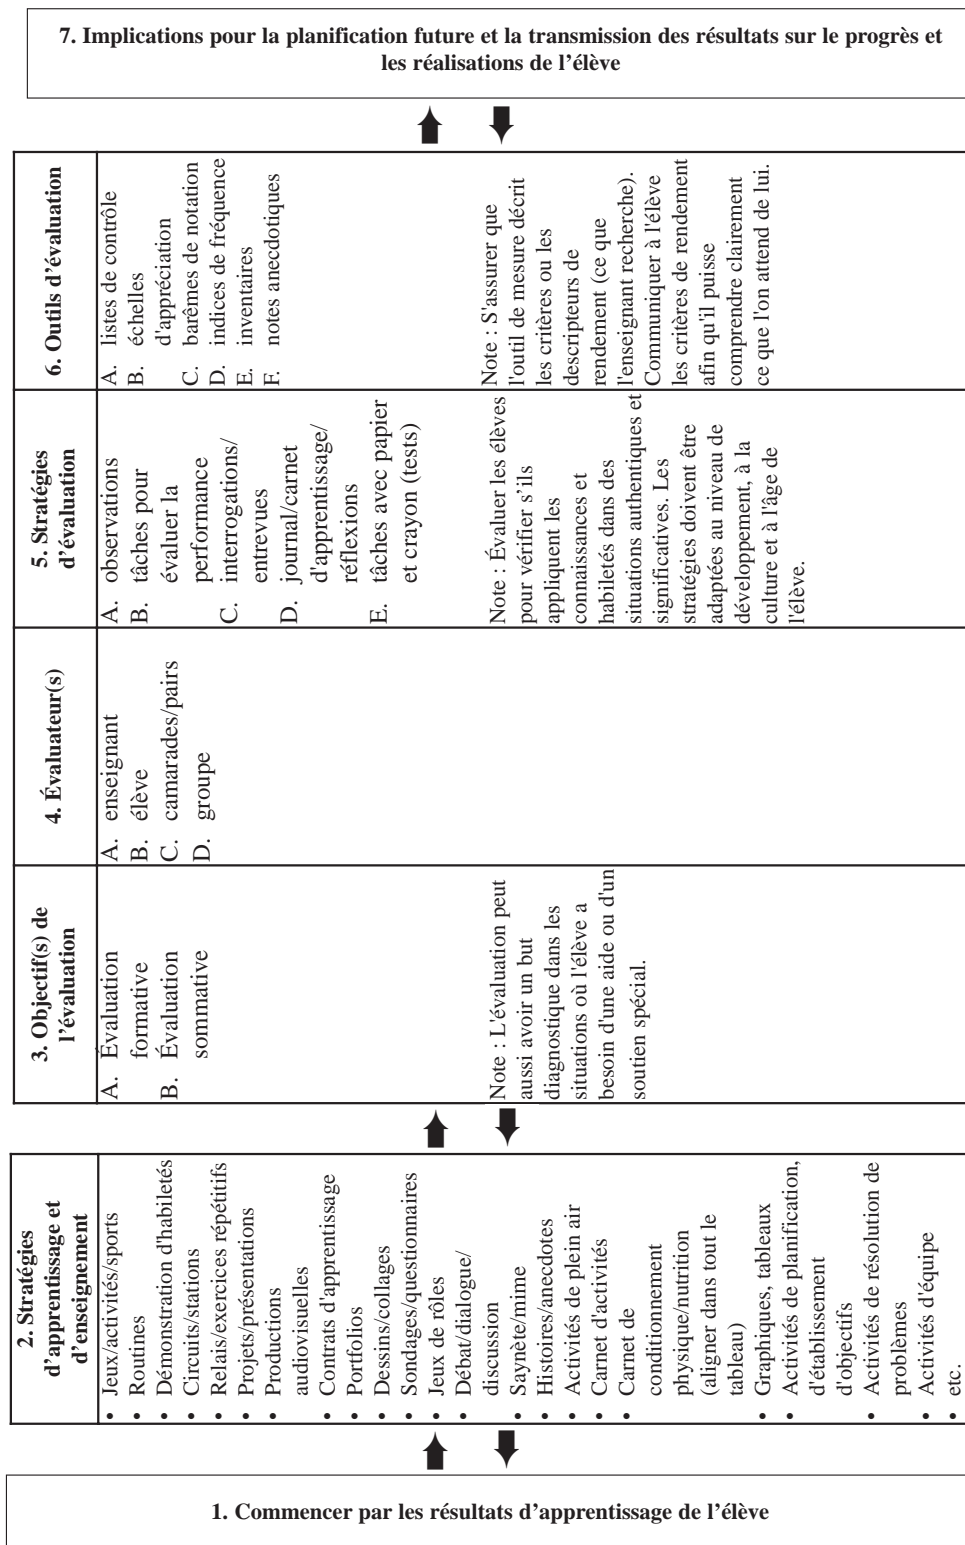 7. Implications pour la planification future et la transmission des résultats sur le progrès et
les réalisations de l'élève
6. Outils d'évaluation
A. listes de contrôle
B. échelles
d'appréciation
C. barêmes de notation
D. indices de fréquence
E. inventaires
F. notes anecdotiques
Note : S'assurer que
l'outil de mesure décrit
les critères ou les
descripteurs de
rendement (ce que
l'enseignant recherche).
Communiquer à l'élève
les critères de rendement
afin qu'il puisse
comprendre clairement
ce que l'on attend de lui.
5. Stratégies
d'évaluation
A. observations
B. tâches pour
évaluer la
performance
C. interrogations/
entrevues
D. journal/carnet
d'apprentissage/
réflexions
E. tâches avec papier
et crayon (tests)
Note : Évaluer les élèves
pour vérifier s'ils
appliquent les
connaissances et
habiletés dans des
situations authentiques et
significatives. Les
stratégies doivent être
adaptées au niveau de
développement, à la
culture et à l'âge de
l'élève.
4. Évaluateur(s)
A. enseignant
B. élève
C. camarades/pairs
D. groupe
3. Objectif(s) de
l'évaluation
A. Évaluation
formative
B. Évaluation
sommative
Note : L'évaluation peut
aussi avoir un but
diagnostique dans les
situations où l'élève a
besoin d'une aide ou d'un
soutien spécial.
2. Stratégies
d'apprentissage et
d'enseignement
• Jeux/activités/sports
• Routines
• Démonstration d'habiletés
• Circuits/stations
• Relais/exercices répétitifs
• Projets/présentations
• Productions
audiovisuelles
• Contrats d'apprentissage
• Portfolios
• Dessins/collages
• Sondages/questionnaires
• Jeux de rôles
• Débat/dialogue/
discussion
• Saynète/mime
• Histoires/anecdotes
• Activités de plein air
• Carnet d'activités
• Carnet de
conditionnement
physique/nutrition
(aligner dans tout le
tableau)
• Graphiques, tableaux
• Activités de planification,
d'établissement
d'objectifs
• Activités de résolution de
problèmes
• Activités d'équipe
• etc.
1. Commencer par les résultats d'apprentissage de l'élève